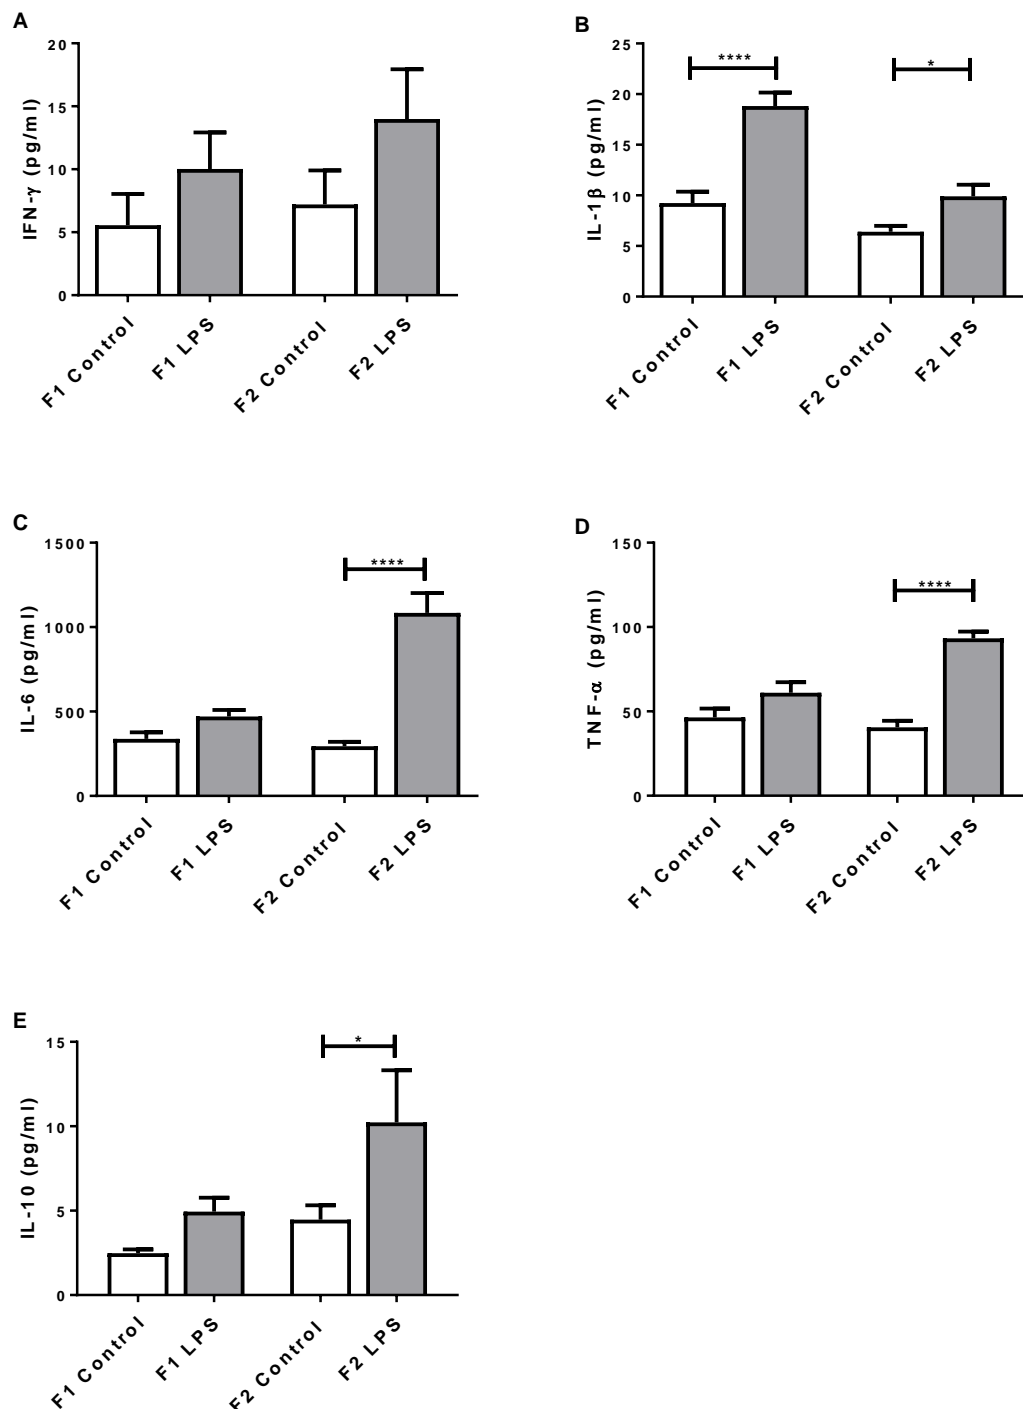 A
IFN-γ (pg/ml)
20
15
10
5
0
F1 Control
F1 LPS
F2 Control
F2 LPS
B
IL-1β (pg/ml)
25
20
15
10
5
0
****
*
F1 Control
F1 LPS
F2 Control
F2 LPS
C
IL-6 (pg/ml)
1500
1000
500
0
****
F1 Control
F1 LPS
F2 Control
F2 LPS
D
TNF-α (pg/ml)
150
100
50
0
****
F1 Control
F1 LPS
F2 Control
F2 LPS
E
IL-10 (pg/ml)
15
10
5
0
*
F1 Control
F1 LPS
F2 Control
F2 LPS